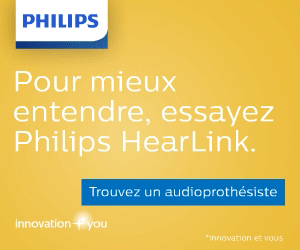 PHILIPS
Pour mieux
entendre, essayez
Philips HearLink.
Trouvez un audioprothésiste
innovation+you
*innovation et vous